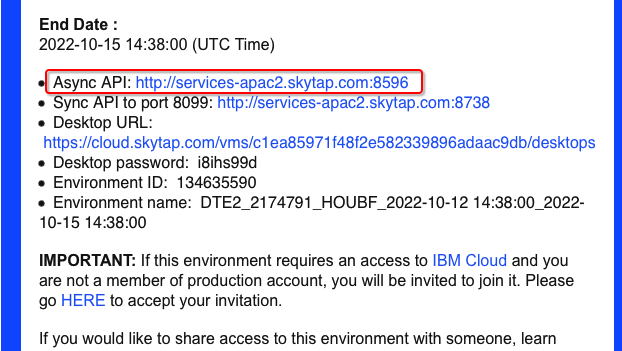 End Date :
2022-10-15 14:38:00 (UTC Time)
● Async API: http://services-apac2.skytap.com:8596
● Sync API to port 8099: http://services-apac2.skytap.com:8738
● Desktop URL:
https://cloud.skytap.com/vms/c1ea85971f48f2e582339896adaac9db/desktops
● Desktop password: i8ihs99d
● Environment ID: 134635590
● Environment name: DTE2_2174791_HOUBF_2022-10-12 14:38:00_2022-
10-15 14:38:00
IMPORTANT: If this environment requires an access to IBM Cloud and you
are not a member of production account, you will be invited to join it. Please
go HERE to accept your invitation.
If you would like to share access to this environment with someone, learn